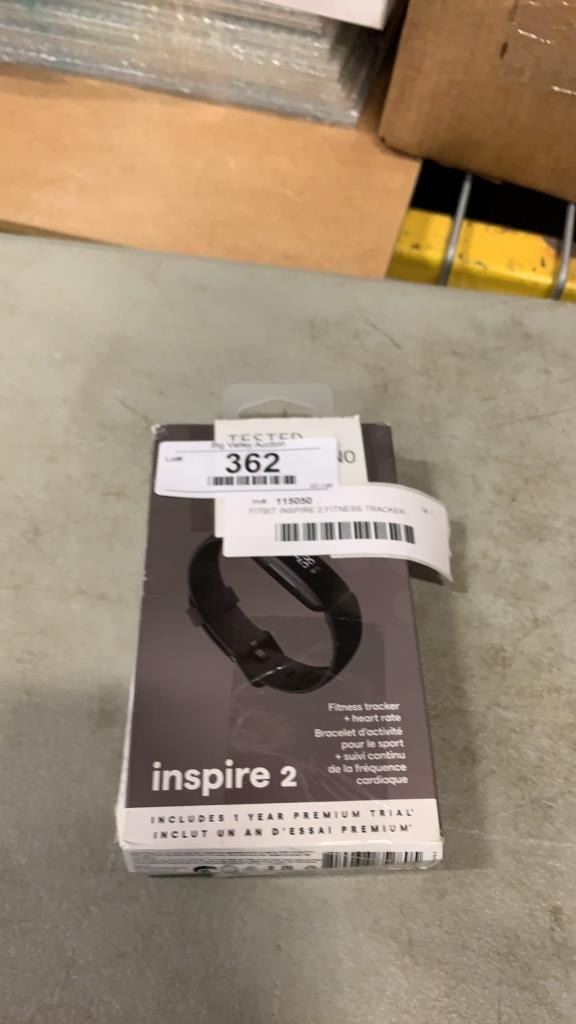 TESTED
Big Valley Auction
362
115050
FITBIT INSPIRE 2 FITNESS TRACKER...
Fitness tracker
+ heart rate
Bracelet d'activité
pour le sport
+ suivi continu
de la fréquence
cardiaque
inspire 2
INCLUDES 1 YEAR PREMIUM TRIAL*
INCLUT UN AN D'ESSAI PREMIUM*